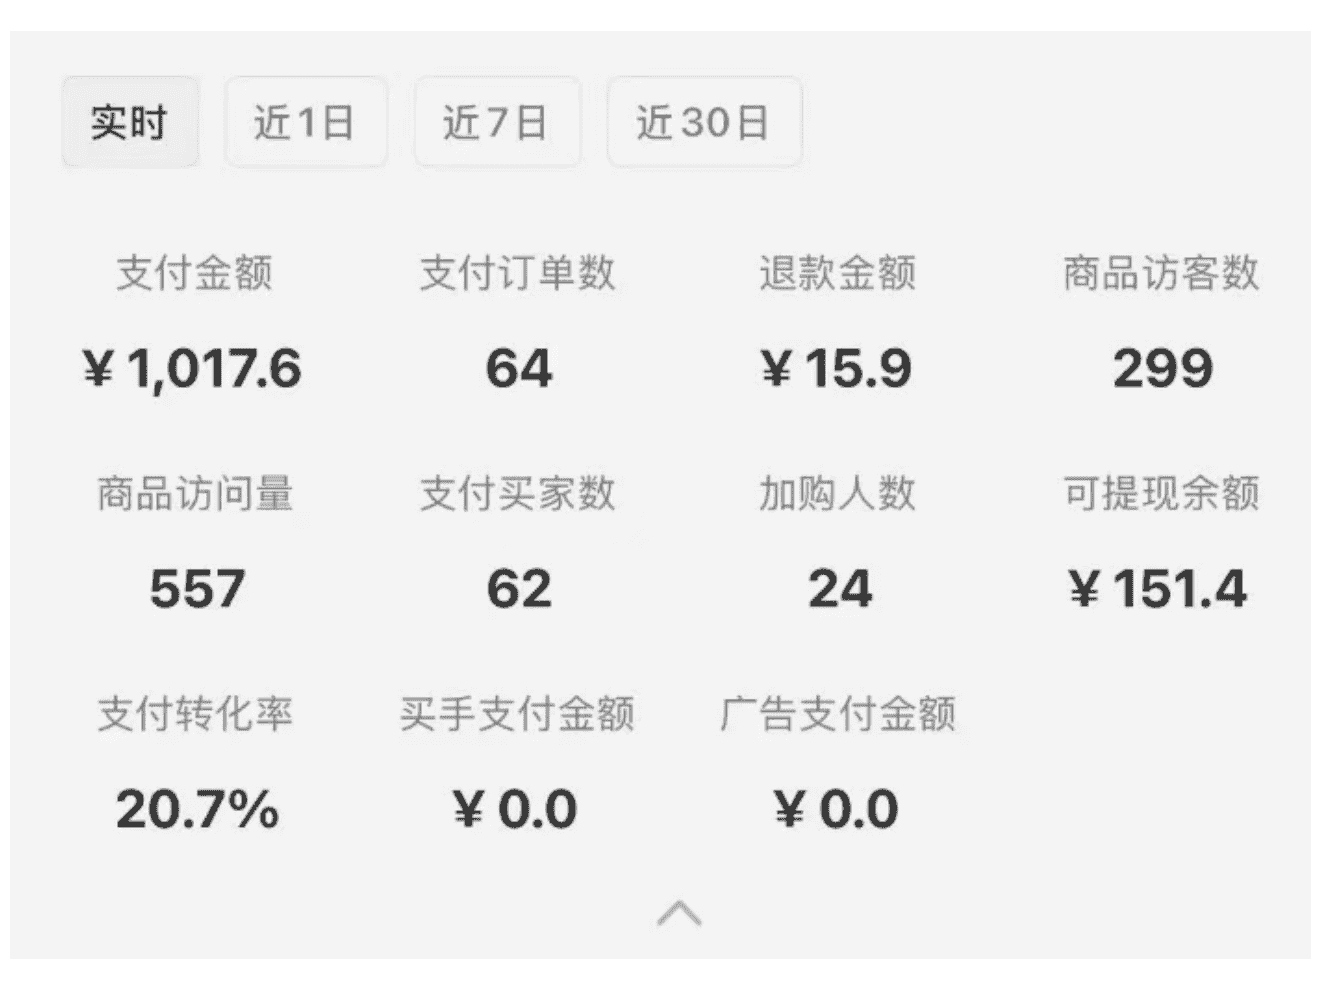 实时 近1日 近7日 近30日
支付金额 支付订单数 退款金额 商品访客数
¥1,017.6 64 ¥15.9 299
商品访问量 支付买家数 加购人数 可提现余额
557 62 24 ¥151.4
支付转化率 买手支付金额 广告支付金额
20.7% ¥0.0 ¥0.0